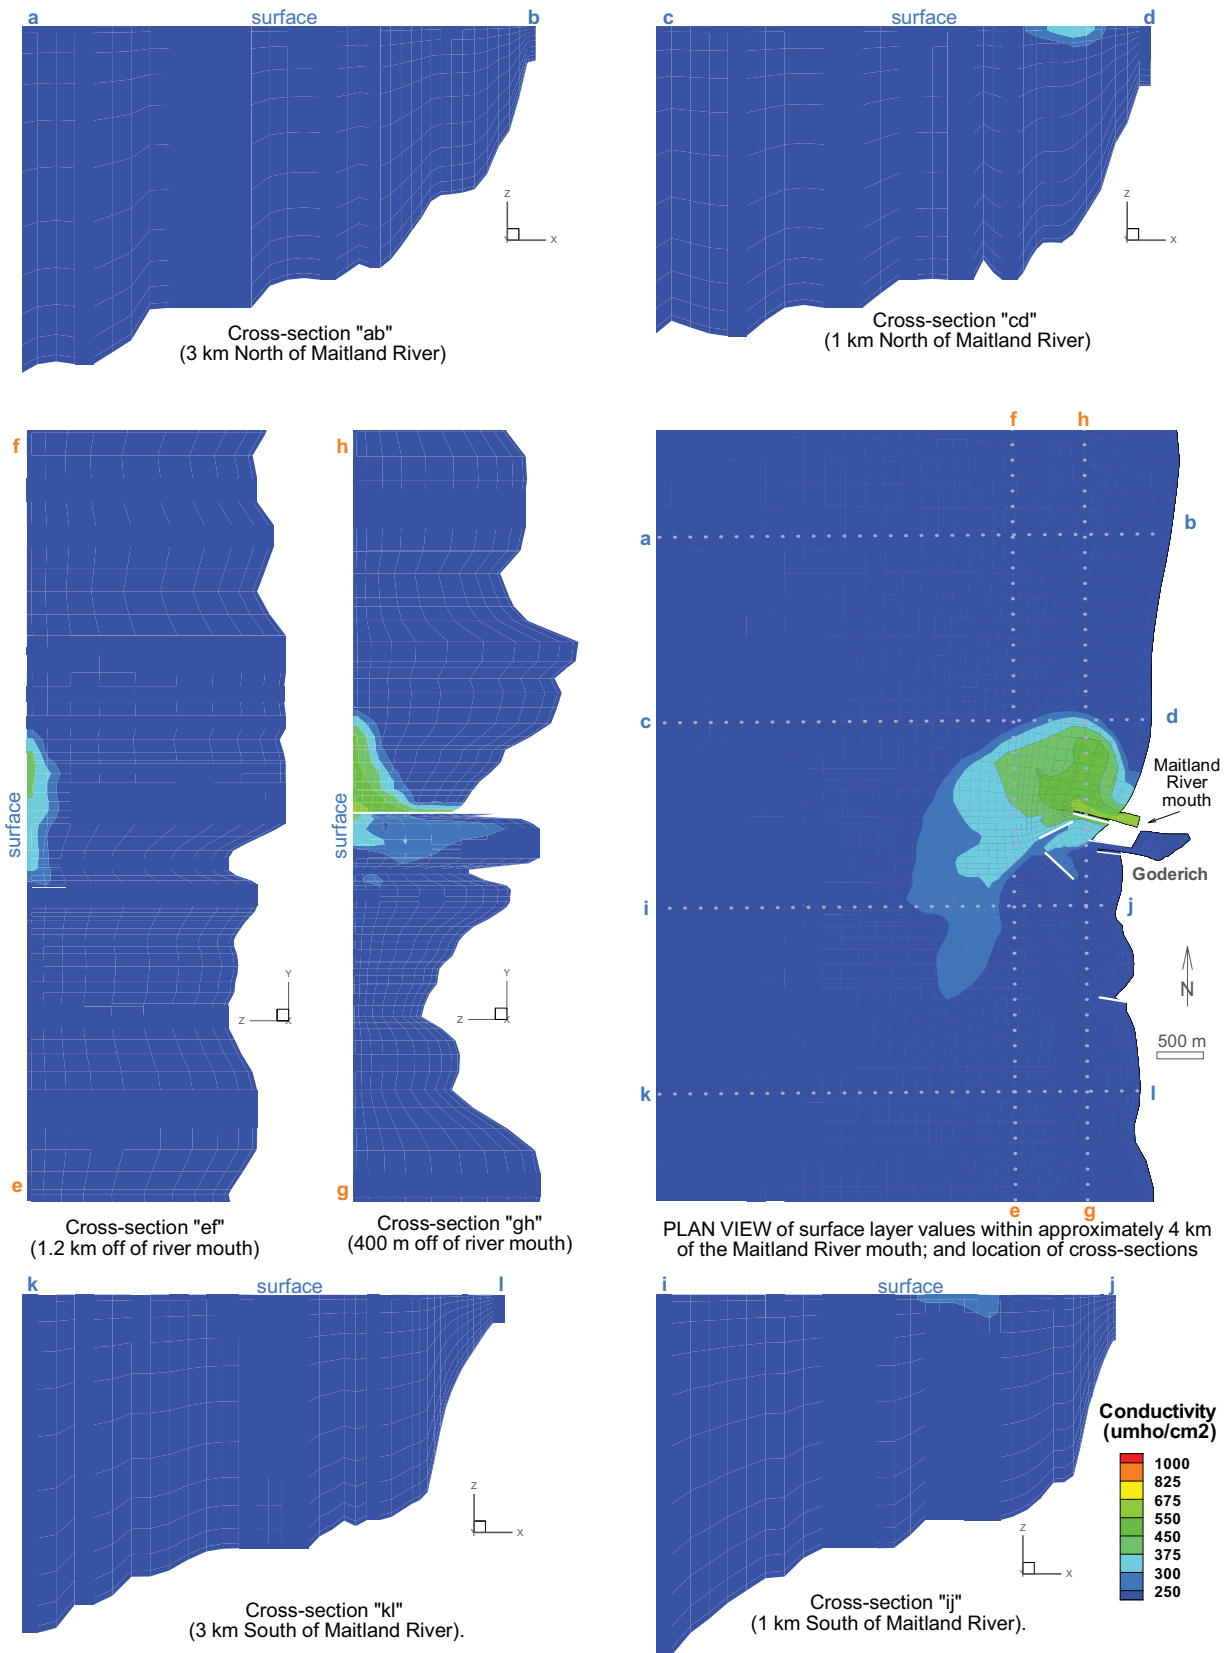 a surface b
c surface d
Z
X
Y
Z
X
Y
Cross-section "ab"
(3 km North of Maitland River)
Cross-section "cd"
(1 km North of Maitland River)
f
surface
Y
Z
X
e
Cross-section "ef"
(1.2 km off of river mouth)
h
surface
Y
Z
X
g
Cross-section "gh"
(400 m off of river mouth)
f h
a b
c d
Maitland
River
mouth
Goderich
i j
N
500 m
k l
e g
PLAN VIEW of surface layer values within approximately 4 km
of the Maitland River mouth; and location of cross-sections
k surface l
Z
X
Y
Cross-section "kl"
(3 km South of Maitland River).
i surface j
Z
X
Y
Cross-section "ij"
(1 km South of Maitland River).
Conductivity
(umho/cm2)
1000
825
675
550
450
375
300
250